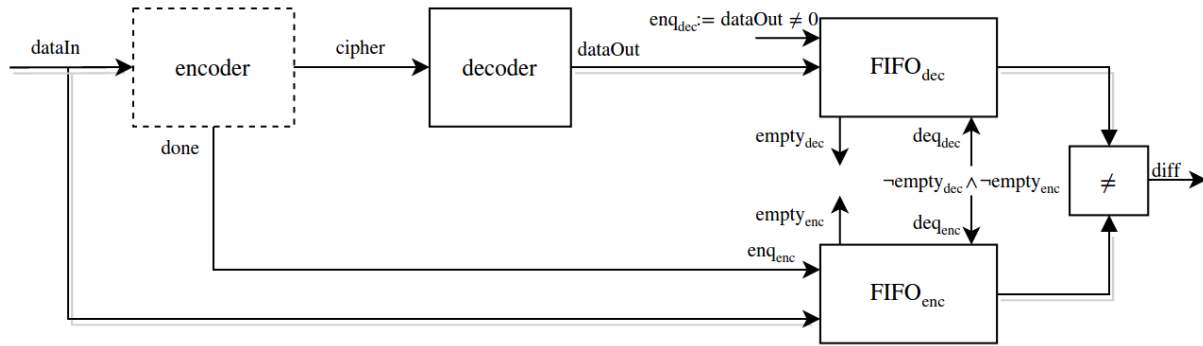 enq_dec := dataOut ≠ 0
dataIn
encoder
cipher
decoder
dataOut
FIFO_dec
done
empty_dec
deq_dec
¬empty_dec ∧ ¬empty_enc
≠
diff
empty_enc
deq_enc
enq_enc
FIFO_enc